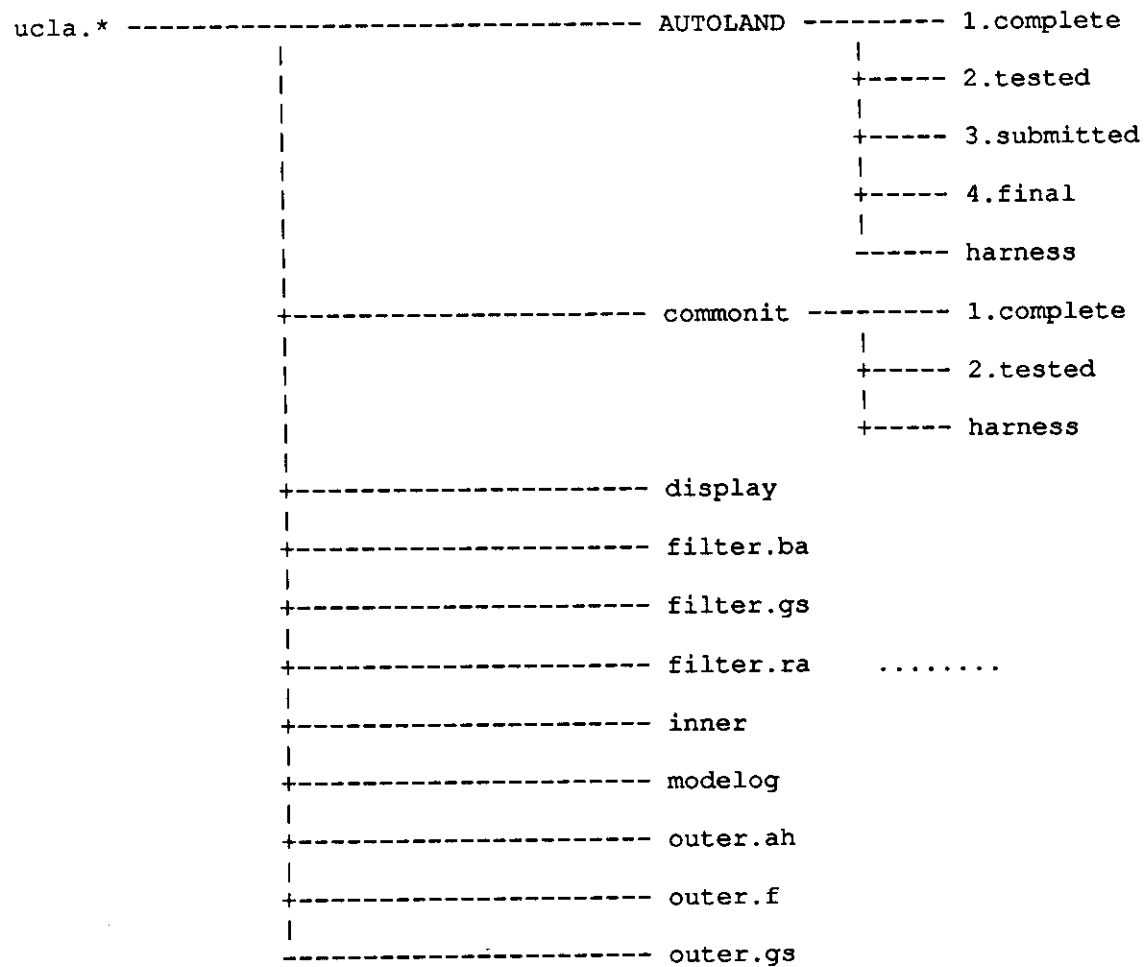 ucla.* -------------------------------- AUTOLAND --------- 1.complete
|                                   |
|                                   +----- 2.tested
|                                   |
|                                   +----- 3.submitted
|                                   |
|                                   +----- 4.final
|                                   |
|                                   ------ harness
|
+---------------------- commonit --------- 1.complete
|                                   |
|                                   +----- 2.tested
|                                   |
|                                   +----- harness
|
+---------------------- display
|
+---------------------- filter.ba
|
+---------------------- filter.gs
|
+---------------------- filter.ra     ........
|
+---------------------- inner
|
+---------------------- modelog
|
+---------------------- outer.ah
|
+---------------------- outer.f
|
----------------------- outer.gs